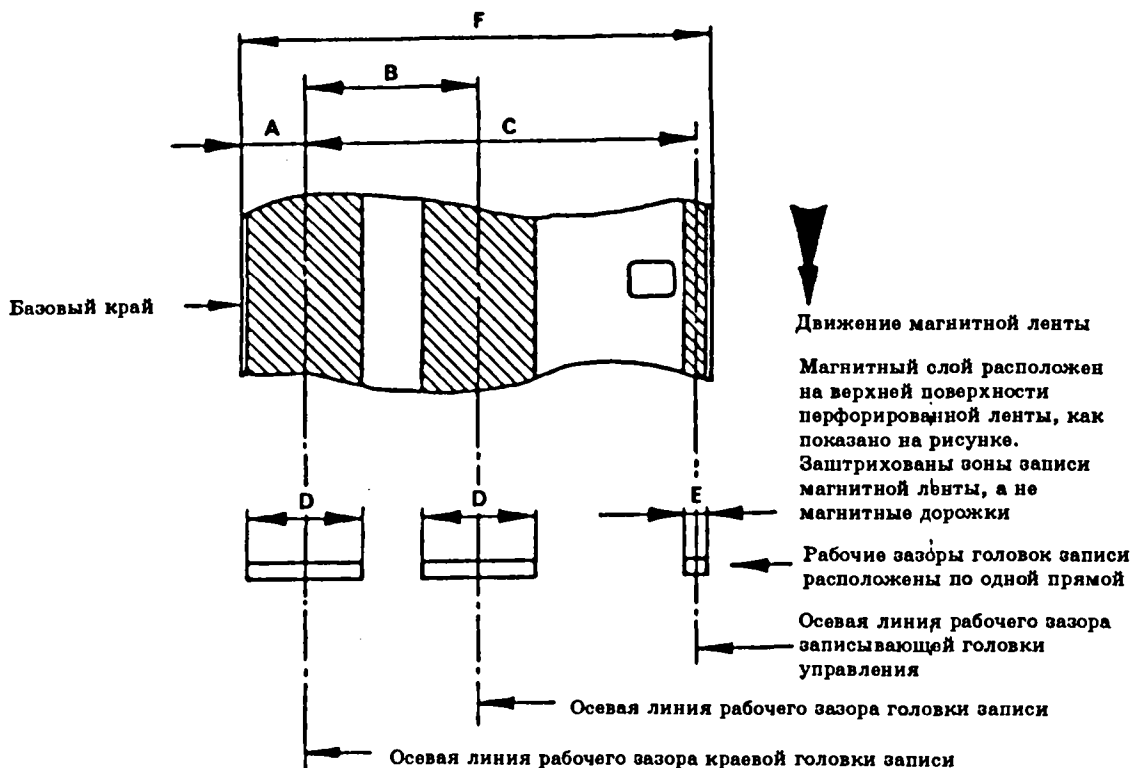 F
B
A
C
Базовый край
Движение магнитной ленты
Магнитный слой расположен
на верхней поверхности
перфорированной ленты, как
показано на рисунке.
Заштрихованы зоны записи
магнитной ленты, а не
магнитные дорожки
D
D
E
Рабочие зазоры головок записи
расположены по одной прямой
Осевая линия рабочего зазора
записывающей головки
управления
Осевая линия рабочего зазора головки записи
Осевая линия рабочего зазора краевой головки записи